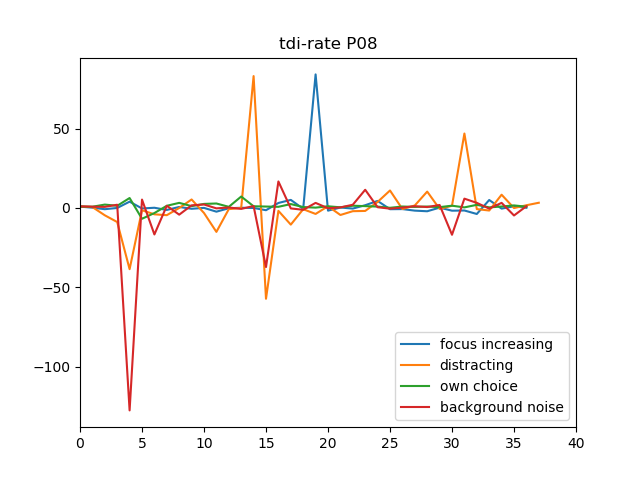 tdi-rate P08
50
0
−50
−100
0 5 10 15 20 25 30 35 40
focus increasing
distracting
own choice
background noise